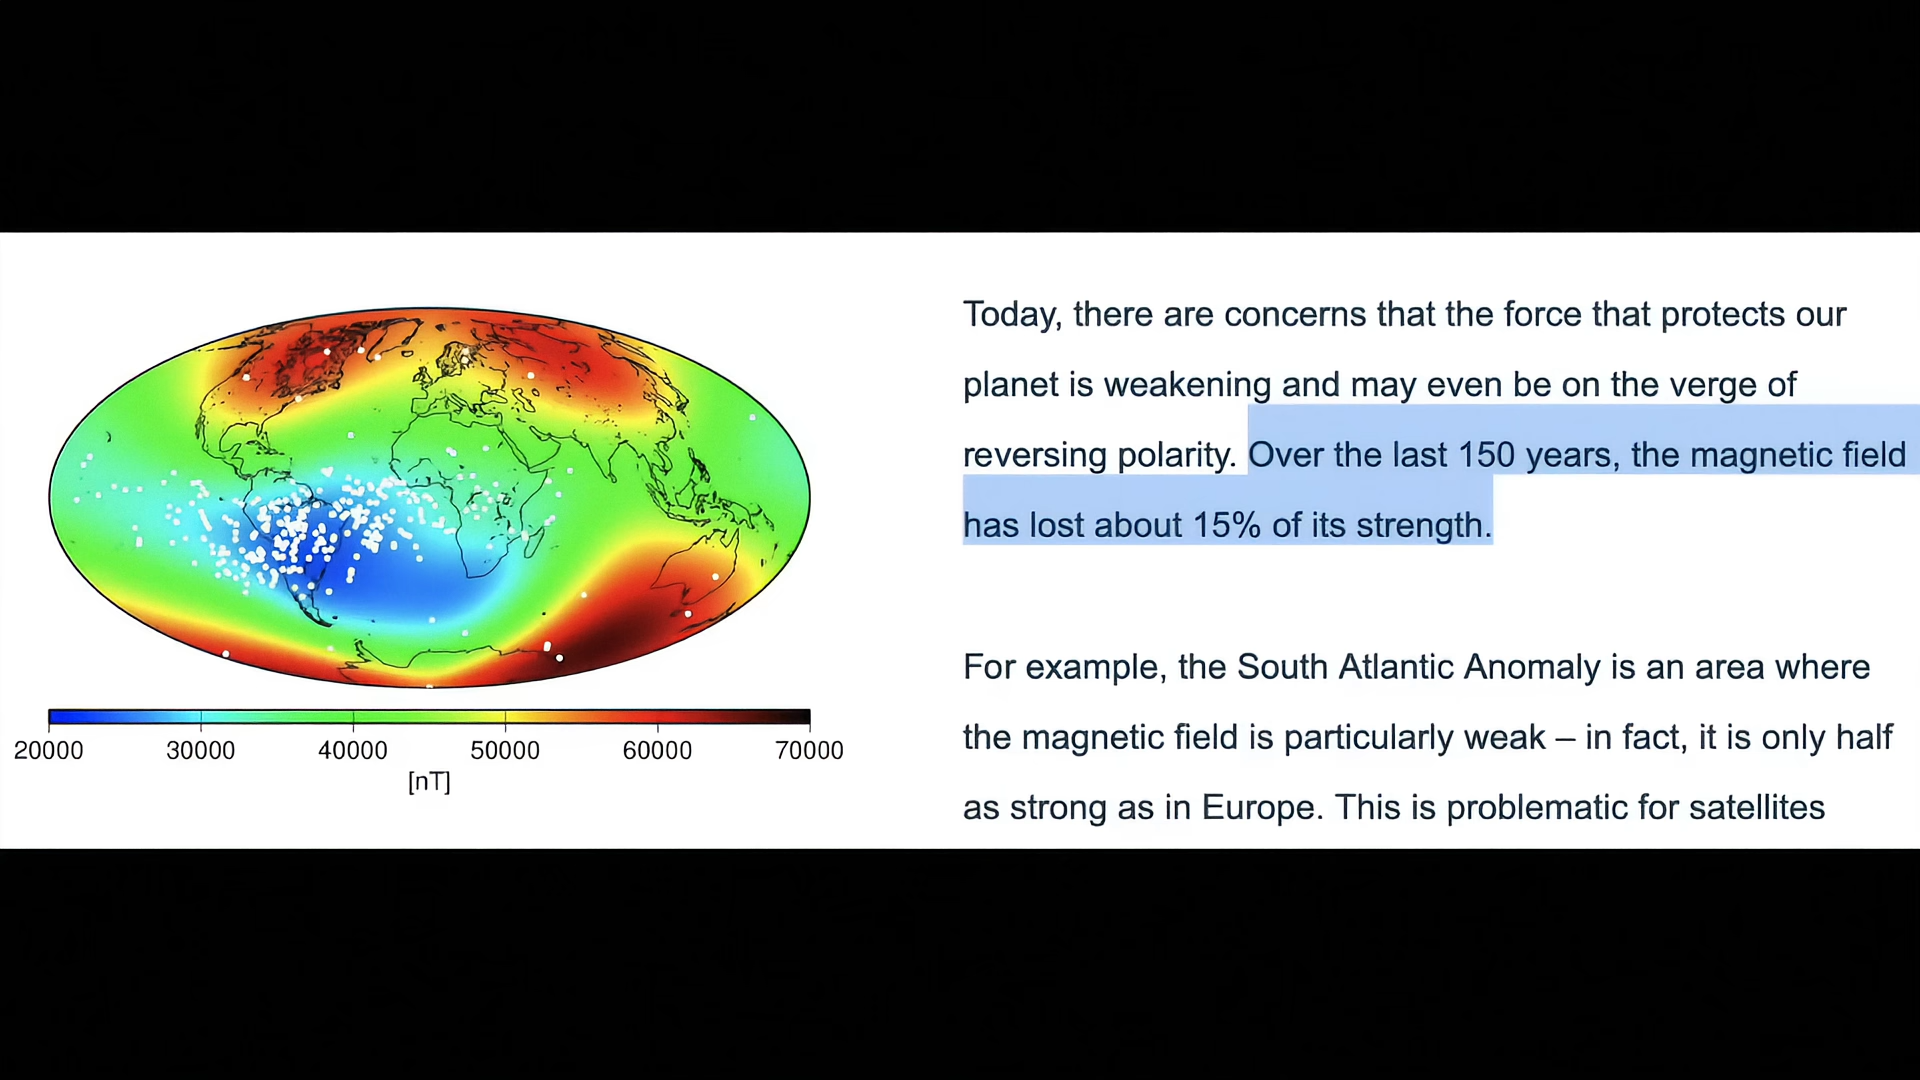 20000 30000 40000 50000 60000 70000
[nT]
Today, there are concerns that the force that protects our
planet is weakening and may even be on the verge of
reversing polarity. Over the last 150 years, the magnetic field
has lost about 15% of its strength.
For example, the South Atlantic Anomaly is an area where
the magnetic field is particularly weak – in fact, it is only half
as strong as in Europe. This is problematic for satellites